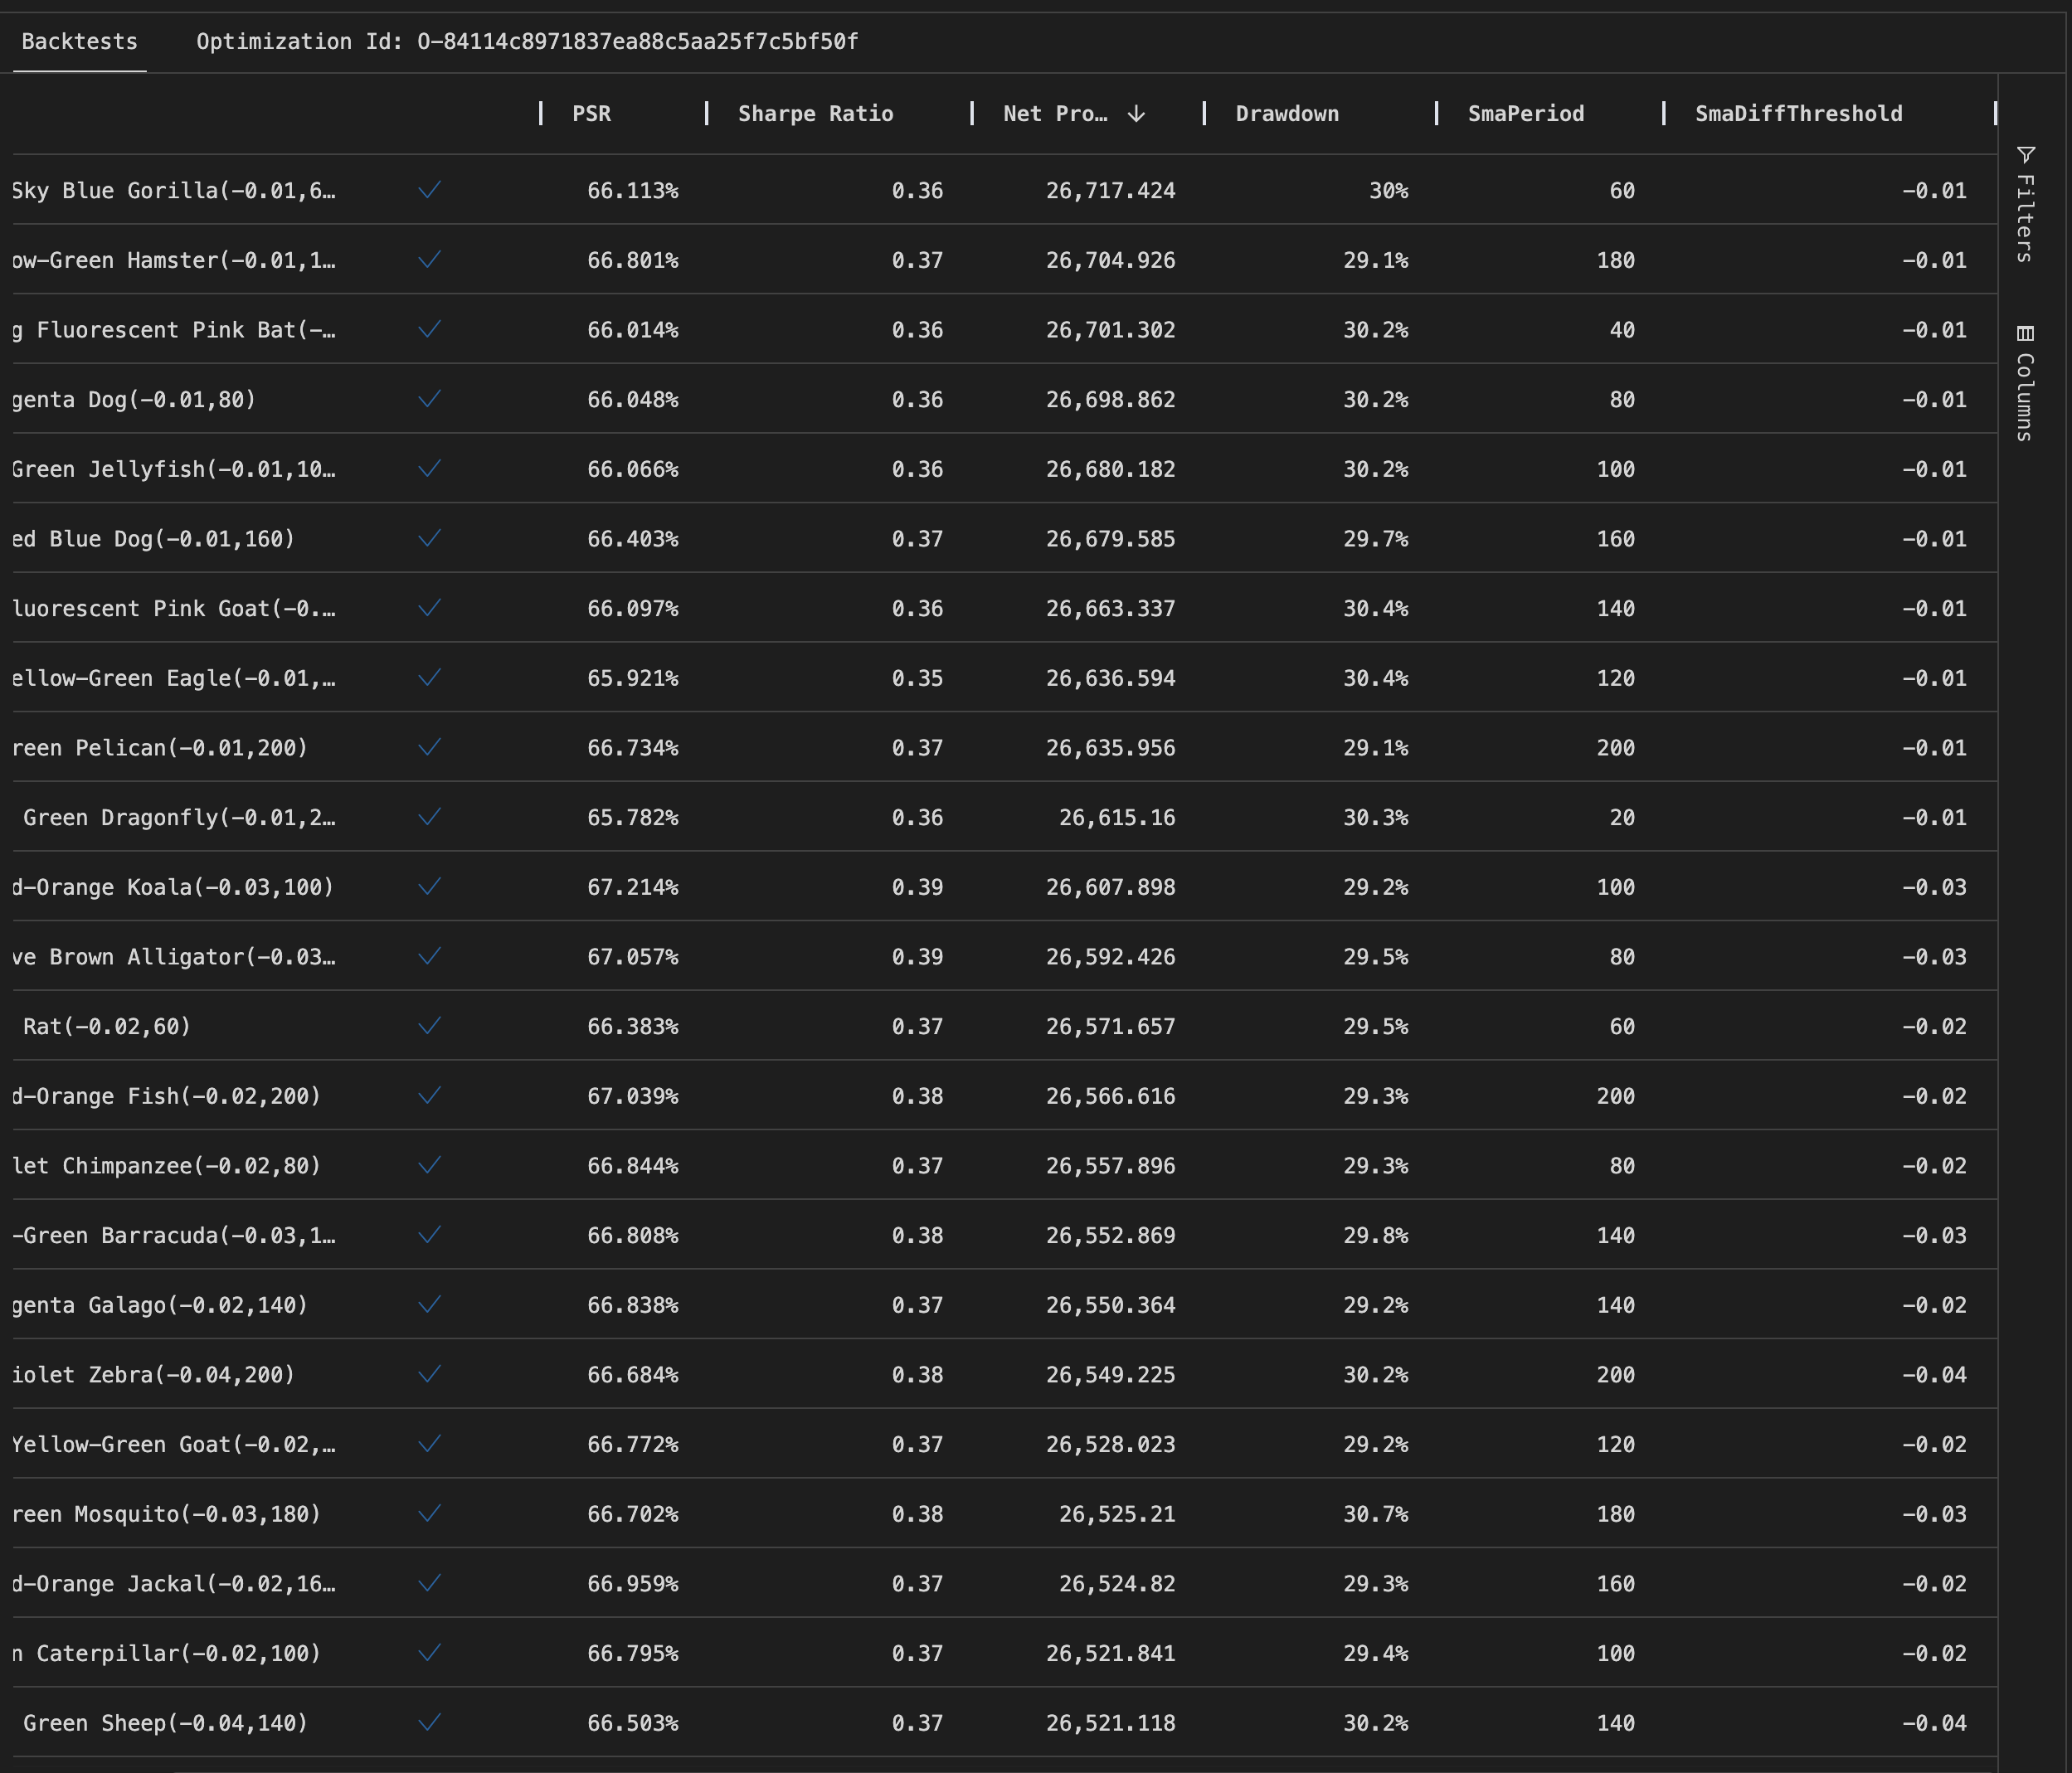 Backtests Optimization Id: O-84114c8971837ea88c5aa25f7c5bf50f
PSR Sharpe Ratio Net Pro… ↓ Drawdown SmaPeriod SmaDiffThreshold
Sky Blue Gorilla(-0.01,6… 66.113% 0.36 26,717.424 30% 60 -0.01
ow-Green Hamster(-0.01,1… 66.801% 0.37 26,704.926 29.1% 180 -0.01
g Fluorescent Pink Bat(-… 66.014% 0.36 26,701.302 30.2% 40 -0.01
genta Dog(-0.01,80) 66.048% 0.36 26,698.862 30.2% 80 -0.01
Green Jellyfish(-0.01,10… 66.066% 0.36 26,680.182 30.2% 100 -0.01
ed Blue Dog(-0.01,160) 66.403% 0.37 26,679.585 29.7% 160 -0.01
luorescent Pink Goat(-0.… 66.097% 0.36 26,663.337 30.4% 140 -0.01
ellow-Green Eagle(-0.01,… 65.921% 0.35 26,636.594 30.4% 120 -0.01
reen Pelican(-0.01,200) 66.734% 0.37 26,635.956 29.1% 200 -0.01
Green Dragonfly(-0.01,2… 65.782% 0.36 26,615.16 30.3% 20 -0.01
d-Orange Koala(-0.03,100) 67.214% 0.39 26,607.898 29.2% 100 -0.03
ve Brown Alligator(-0.03… 67.057% 0.39 26,592.426 29.5% 80 -0.03
Rat(-0.02,60) 66.383% 0.37 26,571.657 29.5% 60 -0.02
d-Orange Fish(-0.02,200) 67.039% 0.38 26,566.616 29.3% 200 -0.02
let Chimpanzee(-0.02,80) 66.844% 0.37 26,557.896 29.3% 80 -0.02
-Green Barracuda(-0.03,1… 66.808% 0.38 26,552.869 29.8% 140 -0.03
genta Galago(-0.02,140) 66.838% 0.37 26,550.364 29.2% 140 -0.02
iolet Zebra(-0.04,200) 66.684% 0.38 26,549.225 30.2% 200 -0.04
Yellow-Green Goat(-0.02,… 66.772% 0.37 26,528.023 29.2% 120 -0.02
reen Mosquito(-0.03,180) 66.702% 0.38 26,525.21 30.7% 180 -0.03
d-Orange Jackal(-0.02,16… 66.959% 0.37 26,524.82 29.3% 160 -0.02
n Caterpillar(-0.02,100) 66.795% 0.37 26,521.841 29.4% 100 -0.02
Green Sheep(-0.04,140) 66.503% 0.37 26,521.118 30.2% 140 -0.04
Filters
Columns